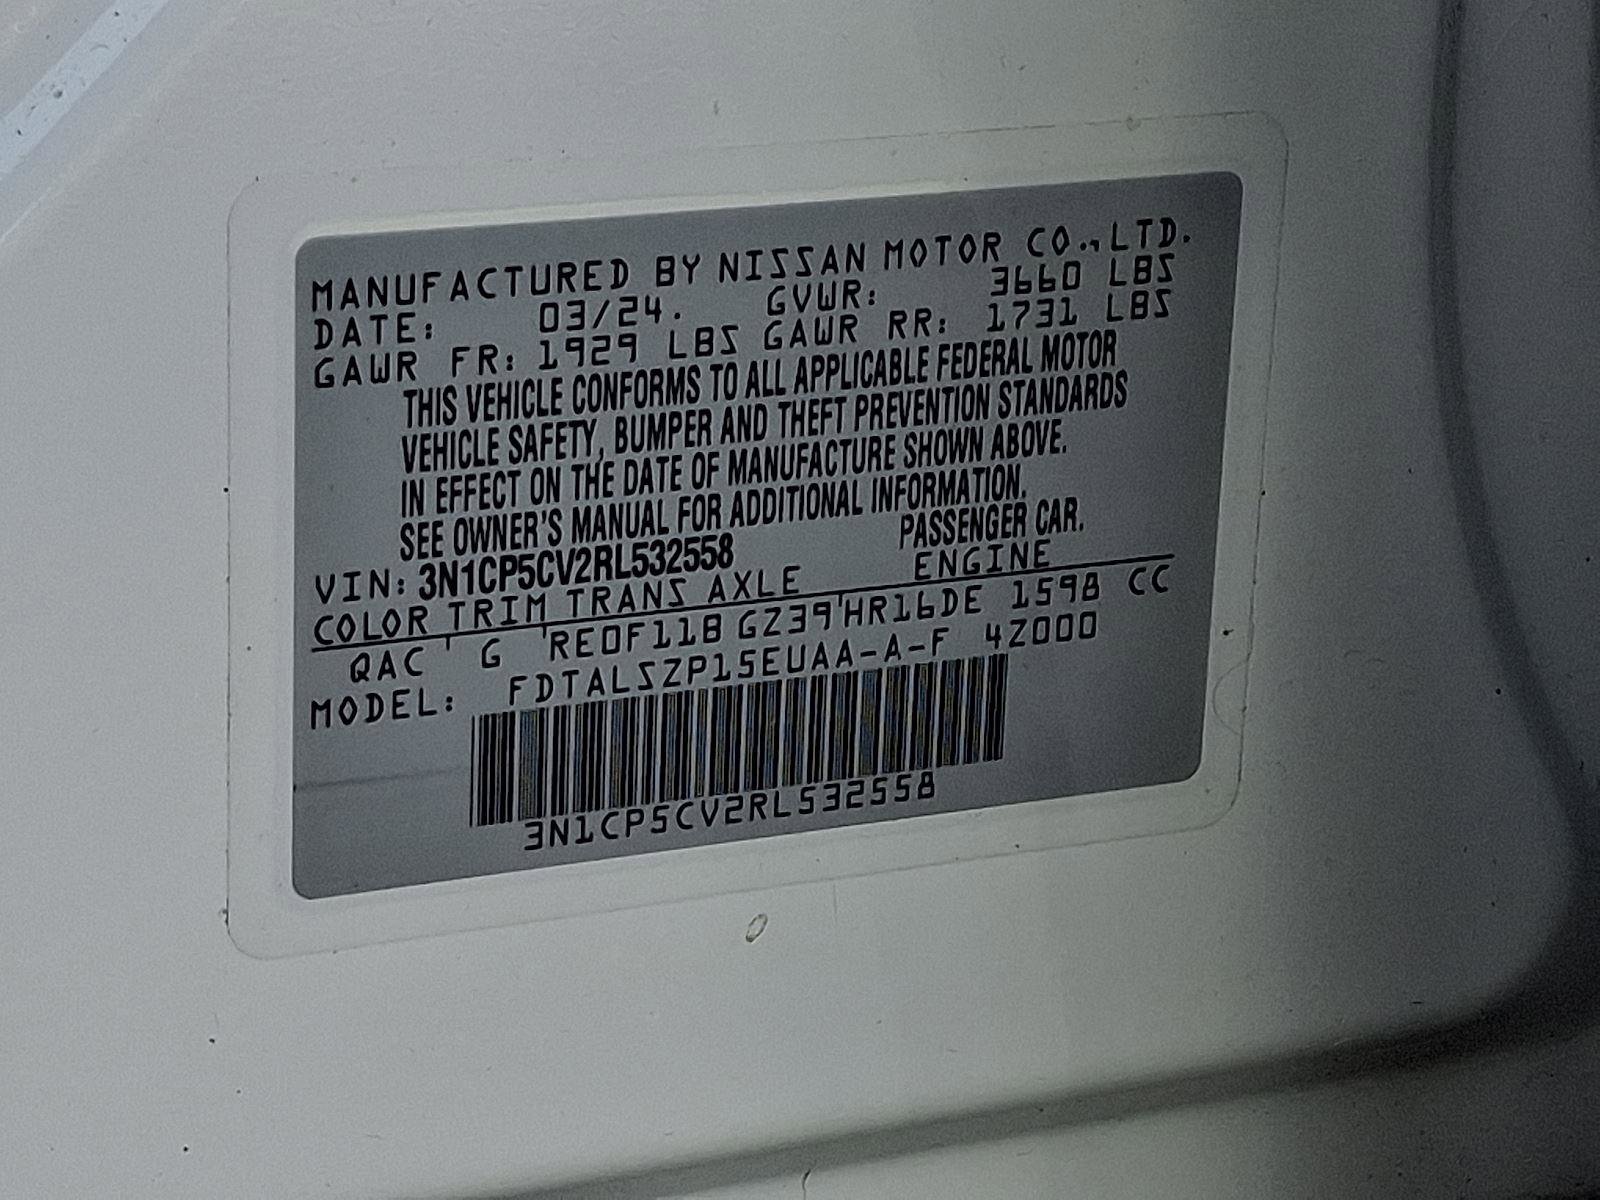 MANUFACTURED BY NISSAN MOTOR CO.,LTD.
DATE: 03/24. GVWR: 3660 LBS
GAWR FR: 1929 LBS GAWR RR: 1731 LBS
THIS VEHICLE CONFORMS TO ALL APPLICABLE FEDERAL MOTOR
VEHICLE SAFETY, BUMPER AND THEFT PREVENTION STANDARDS
IN EFFECT ON THE DATE OF MANUFACTURE SHOWN ABOVE.
SEE OWNER'S MANUAL FOR ADDITIONAL INFORMATION.
VIN: 3N1CP5CV2RL532558 PASSENGER CAR.
COLOR TRIM TRANS AXLE ENGINE
QAC G RE0F11B GZ39 HR16DE 1598 CC
MODEL: FDTALSZP15EUAA-A-F 4Z000
3N1CP5CV2RL532558